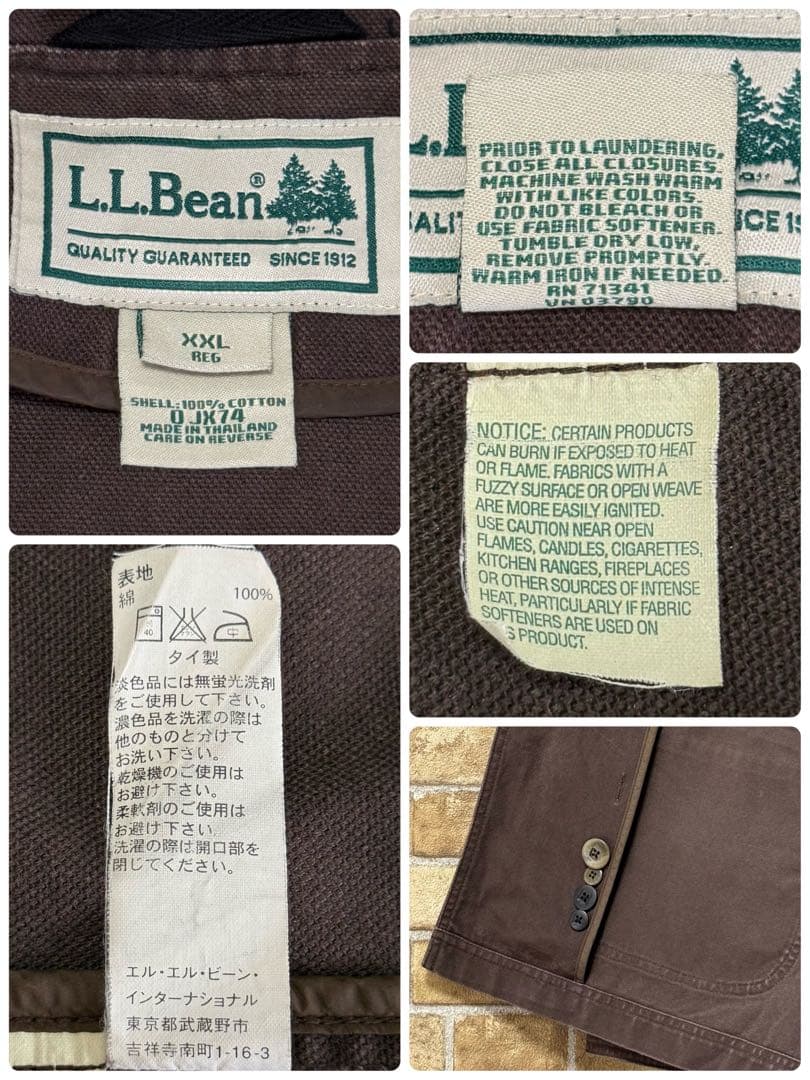 L.L.Bean®
QUALITY GUARANTEED SINCE 1912
XXL
REG
SHELL:100% COTTON
0 JX74
MADE IN THAILAND
CARE ON REVERSE
PRIOR TO LAUNDERING,
CLOSE ALL CLOSURES.
MACHINE WASH WARM
WITH LIKE COLORS.
DO NOT BLEACH OR
USE FABRIC SOFTENER.
TUMBLE DRY LOW,
REMOVE PROMPTLY.
WARM IRON IF NEEDED.
RN 71341
VN 03790
NOTICE: CERTAIN PRODUCTS
CAN BURN IF EXPOSED TO HEAT
OR FLAME. FABRICS WITH A
FUZZY SURFACE OR OPEN WEAVE
ARE MORE EASILY IGNITED.
USE CAUTION NEAR OPEN
FLAMES, CANDLES, CIGARETTES,
KITCHEN RANGES, FIREPLACES
OR OTHER SOURCES OF INTENSE
HEAT, PARTICULARLY IF FABRIC
SOFTENERS ARE USED ON
S PRODUCT.
表地
綿 100%
40 中
タイ製
淡色品には無蛍光洗剤
をご使用して下さい。
濃色品を洗濯の際は
他のものと分けて
お洗い下さい。
乾燥機のご使用は
お避け下さい。
柔軟剤のご使用は
お避け下さい。
洗濯の際は開口部を
閉じてください。
エル・エル・ビーン・
インターナショナル
東京都武蔵野市
吉祥寺南町1-16-3